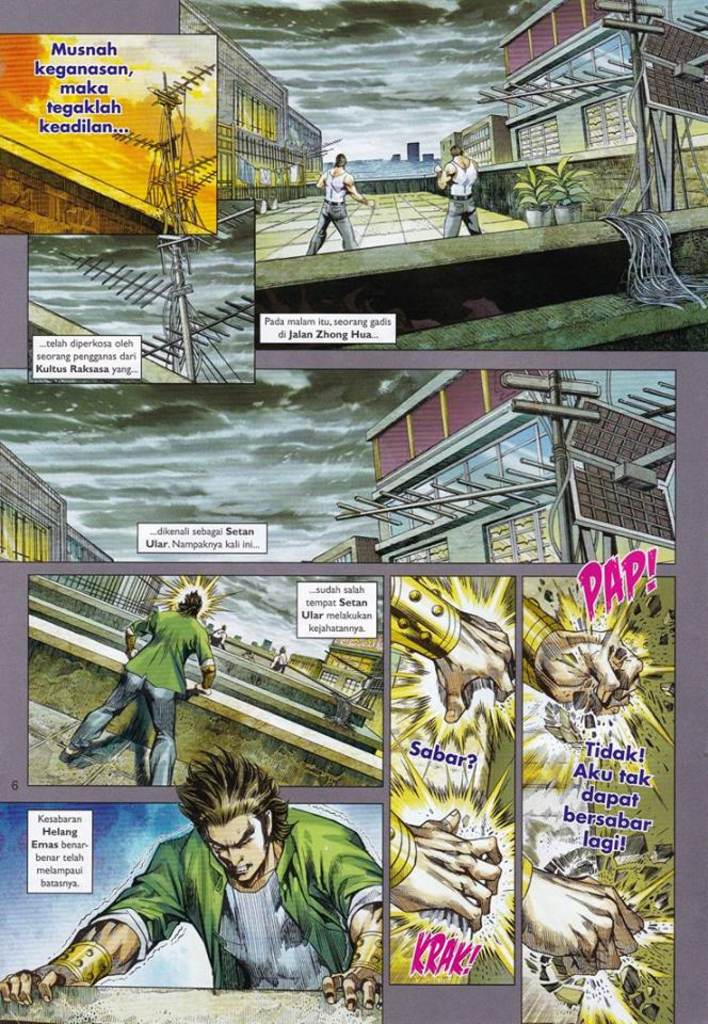 Musnah
keganasan,
maka
tegaklah
keadilan...
Pada malam itu, seorang gadis
di Jalan Zhong Hua...
...telah diperkosa oleh
seorang pengganas dari
Kultus Raksasa yang...
...dikenali sebagai Setan
Ular. Nampaknya kali ini...
...sudah salah
tempat Setan
Ular melakukan
kejahatannya.
Sabar?
PAP!
Tidak!
Aku tak
dapat
bersabar
lagi!
KRAK!
6
Kesabaran
Helang
Emas benar-
benar telah
melampaui
batasnya.